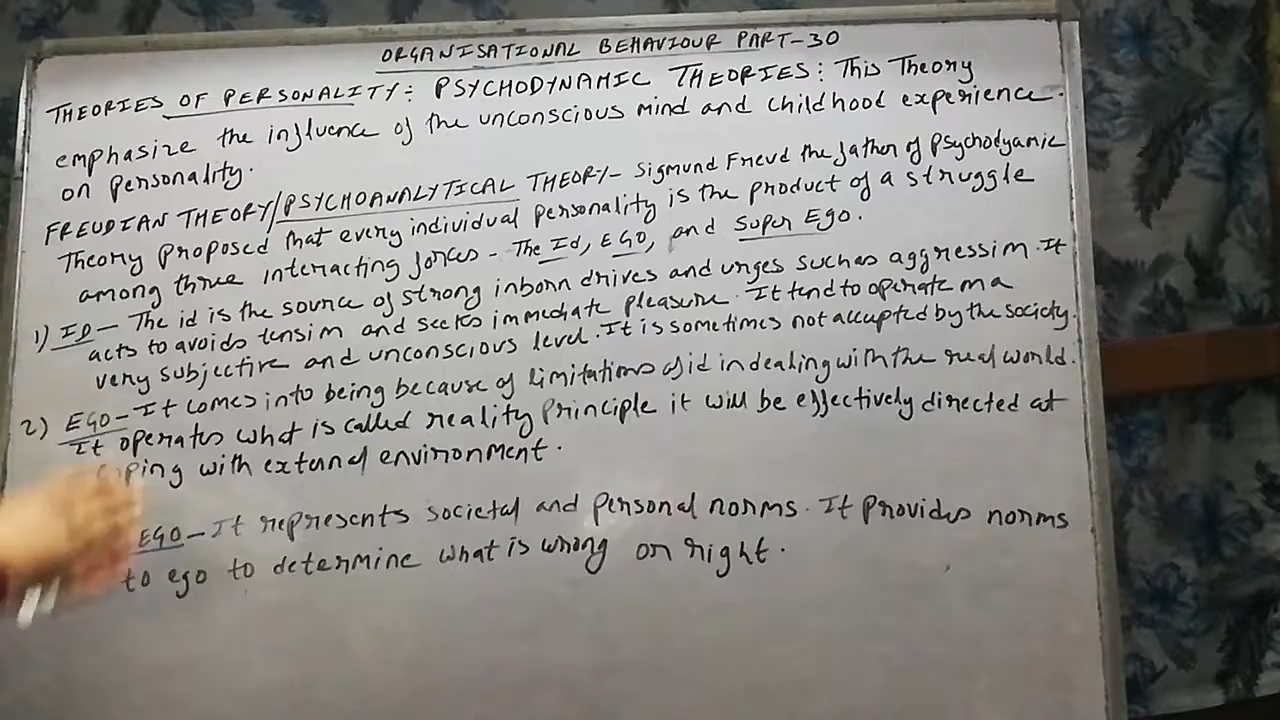 ORGANISATIONAL BEHAVIOUR PART-30
THEORIES OF PERSONALITY: PSYCHODYNAMIC THEORIES: This Theory
emphasize the influence of the unconscious mind and childhood experience.
on personality.
FREUDIAN THEORY/PSYCHOANALYTICAL THEORY- Sigmund Freud the father of Psychodyamic
Theory proposed that every individual personality is the product of a struggle
among three interacting forces - The Id, EGO, and Super Ego.
1) ID - The id is the source of strong inborn drives and urges such as aggression. It
acts to avoids tension and seeks immediate pleasure. It tend to operate on a
very subjective and unconscious level. It is sometimes not accepted by the society.
2) EGO - It comes into being because of limitations of id in dealing with the real world.
It operates what is called reality principle it will be effectively directed at
with external environment.
EGO - It represents societal and personal norms. It provides norms
to ego to determine what is wrong or right.